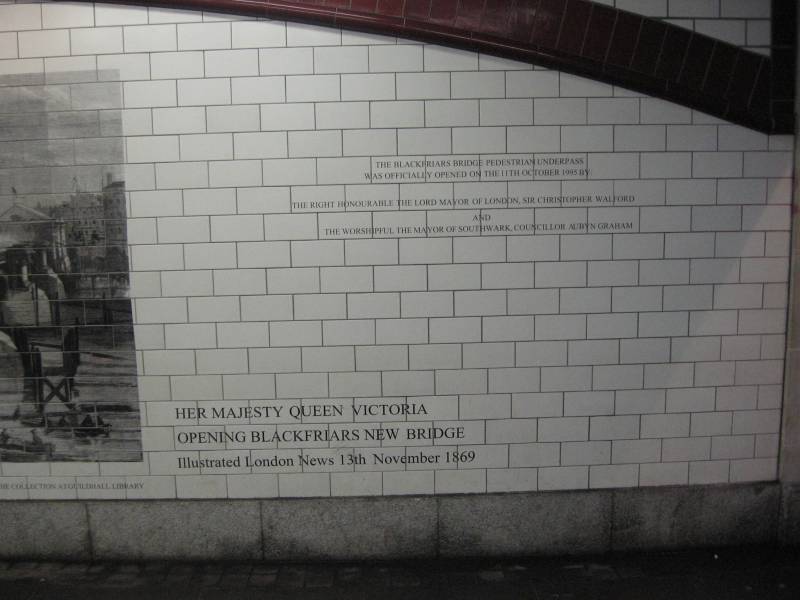 THE BLACKFRIARS BRIDGE PEDESTRIAN UNDERPASS
WAS OFFICIALLY OPENED ON THE 11TH OCTOBER 1995 BY:
THE RIGHT HONOURABLE THE LORD MAYOR OF LONDON, SIR CHRISTOPHER WALFORD
AND
THE WORSHIPFUL THE MAYOR OF SOUTHWARK, COUNCILLOR AUBYN GRAHAM
HER MAJESTY QUEEN VICTORIA
OPENING BLACKFRIARS NEW BRIDGE
Illustrated London News 13th November 1869
COLLECTION AT GUILDHALL LIBRARY